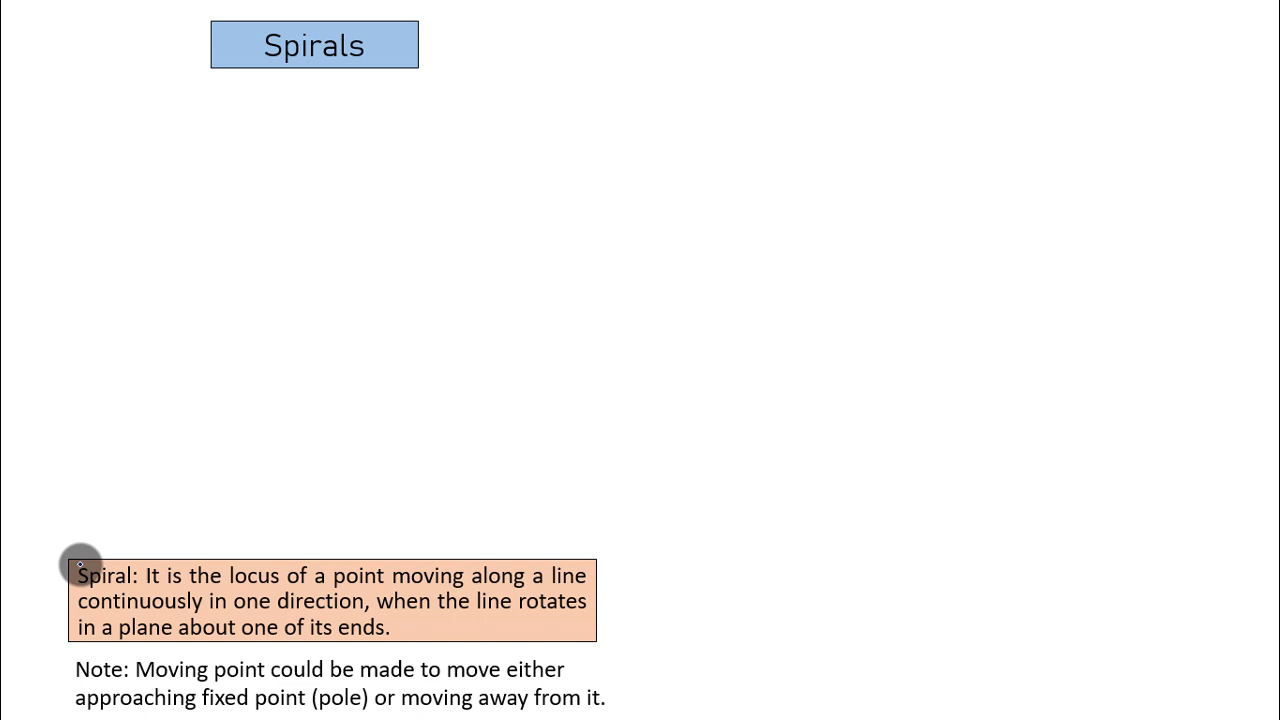 Spirals
Spiral: It is the locus of a point moving along a line
continuously in one direction, when the line rotates
in a plane about one of its ends.
Note: Moving point could be made to move either
approaching fixed point (pole) or moving away from it.